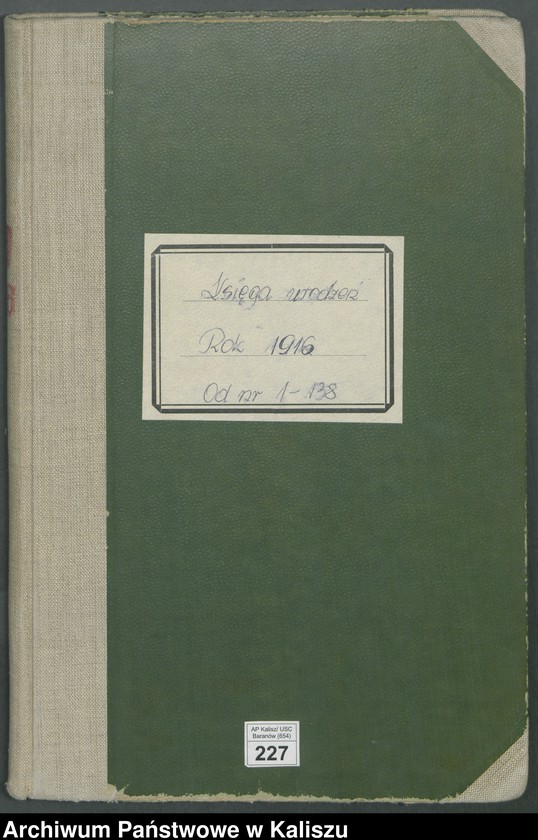 Księga urodzeń
Rok 1916
Od nr 1-138
AP Kalisz/ USC
Baranów (654)
227
Archiwum Państwowe w Kaliszu